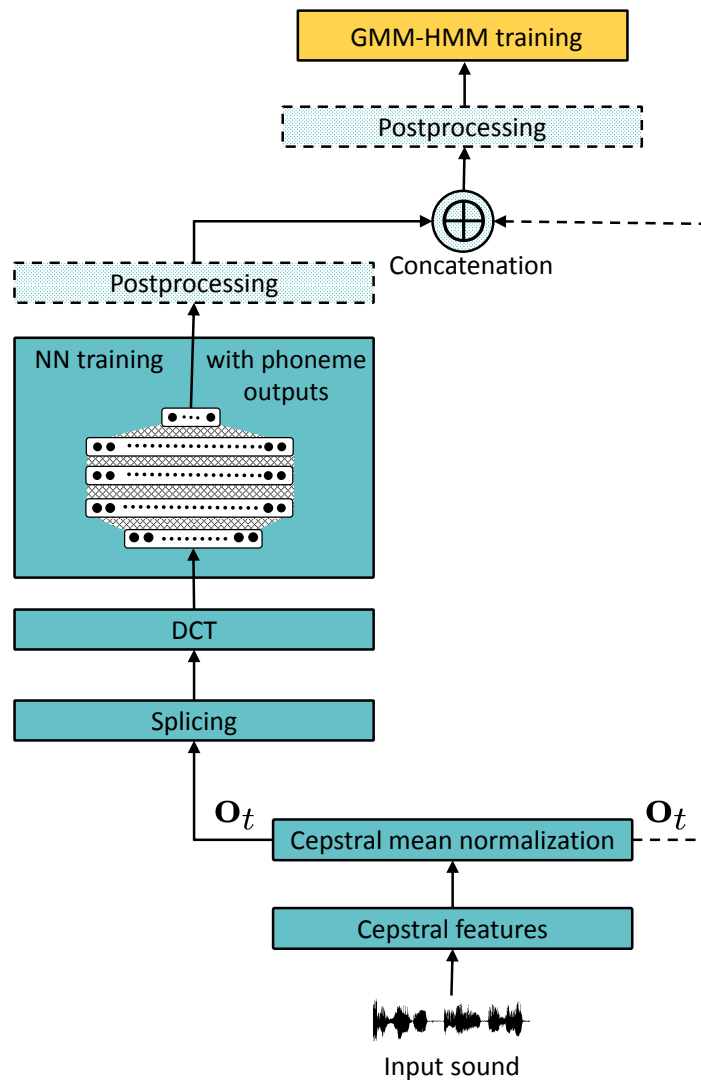 GMM-HMM training
Postprocessing
Concatenation
Postprocessing
NN training with phoneme
outputs
DCT
Splicing
O_t
O_t
Cepstral mean normalization
Cepstral features
Input sound